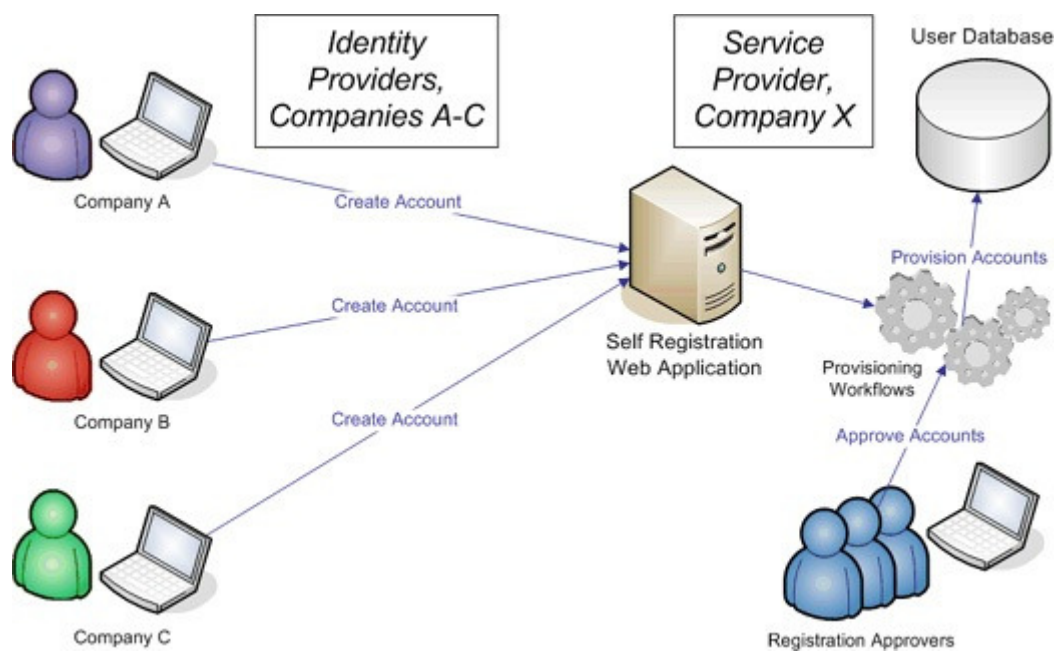 Identity
Providers,
Companies A-C
Service
Provider,
Company X
User Database
Company A
Create Account
Create Account
Company B
Create Account
Company C
Self Registration
Web Application
Provision Accounts
Provisioning
Workflows
Approve Accounts
Registration Approvers